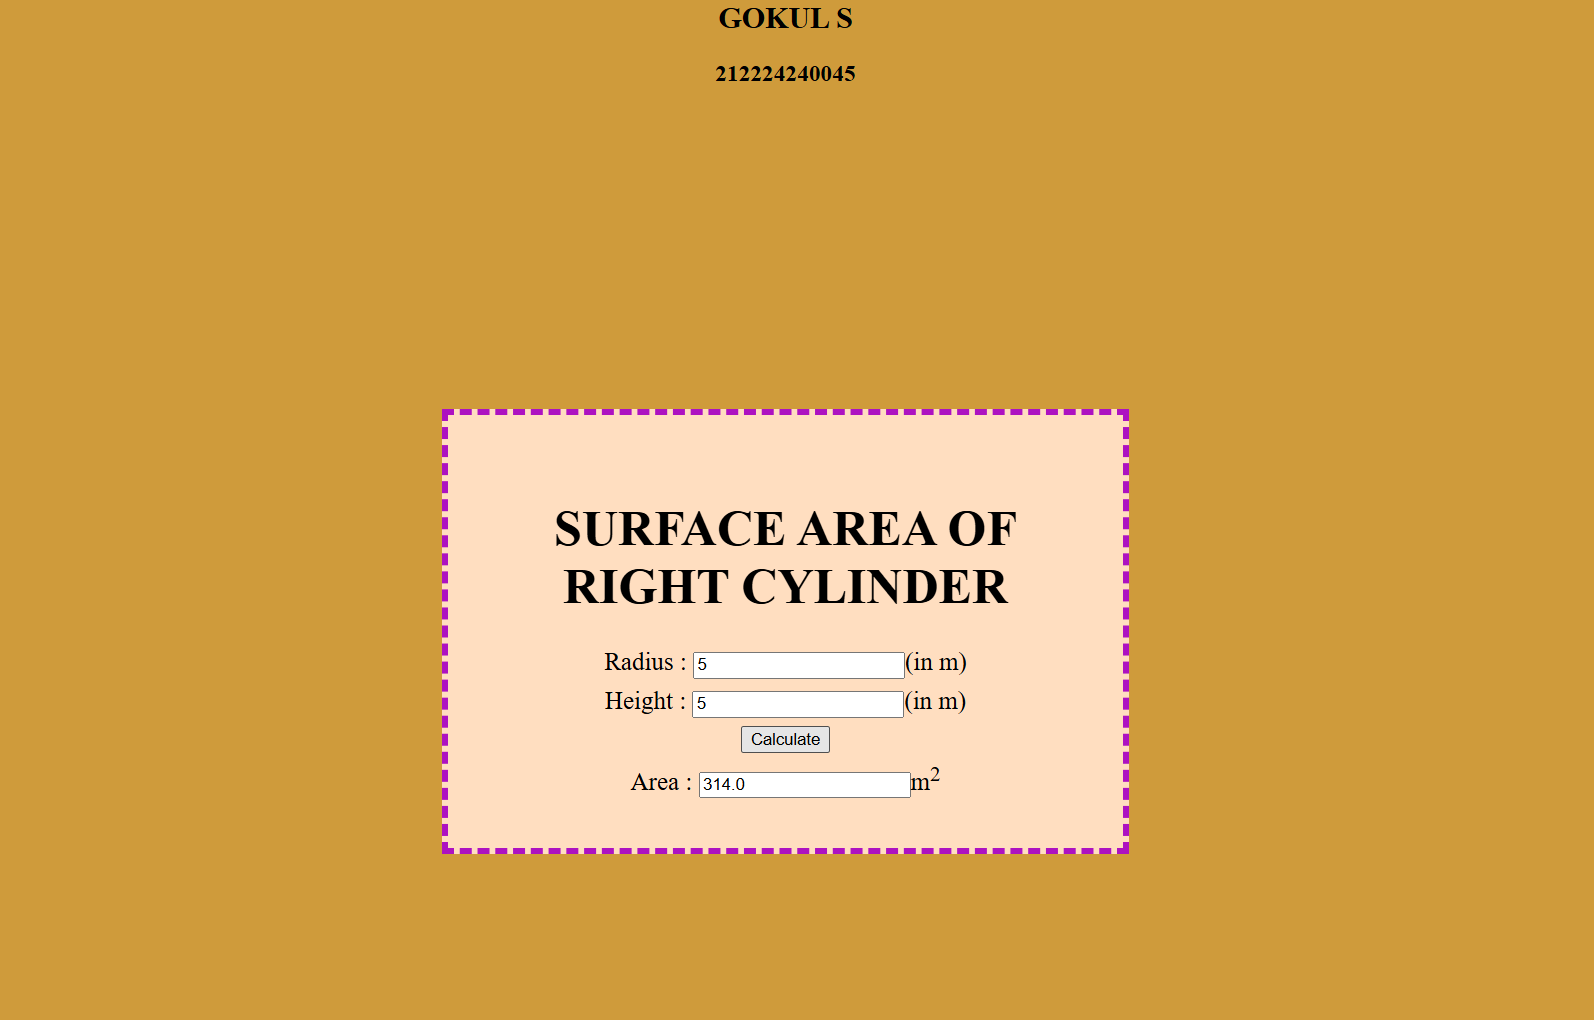 GOKUL S
212224240045
SURFACE AREA OF
RIGHT CYLINDER
Radius : 5 (in m)
Height : 5 (in m)
Calculate
Area : 314.0 m²